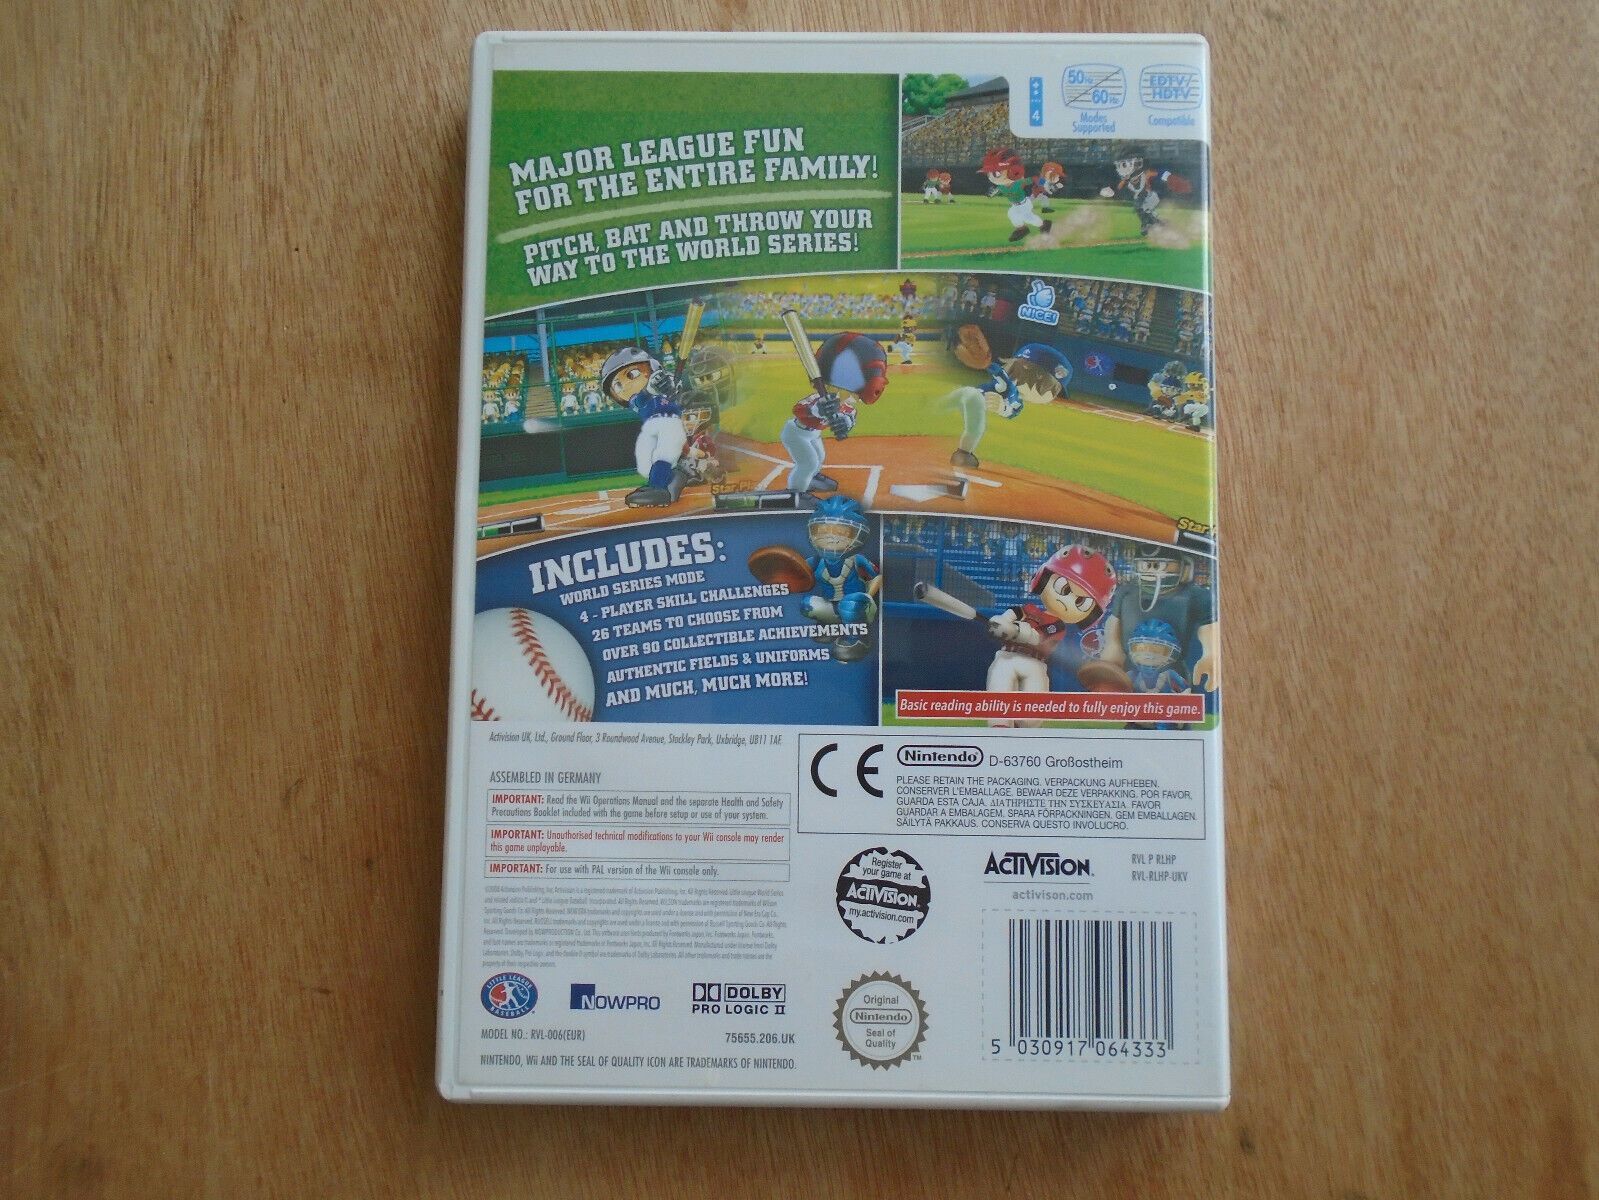 50Hz
60Hz
Modes
Supported
EDTV/
HDTV
Compatible
4
MAJOR LEAGUE FUN
FOR THE ENTIRE FAMILY!
PITCH, BAT AND THROW YOUR
WAY TO THE WORLD SERIES!
NICE!
Star
INCLUDES:
WORLD SERIES MODE
4 - PLAYER SKILL CHALLENGES
26 TEAMS TO CHOOSE FROM
OVER 90 COLLECTIBLE ACHIEVEMENTS
AUTHENTIC FIELDS & UNIFORMS
AND MUCH, MUCH MORE!
Basic reading ability is needed to fully enjoy this game.
Activision UK, Ltd., Ground Floor, 3 Roundwood Avenue, Stockley Park, Uxbridge, UB11 1AF.
ASSEMBLED IN GERMANY
IMPORTANT: Read the Wii Operations Manual and the separate Health and Safety
Precautions Booklet included with the game before setup or use of your system.
IMPORTANT: Unauthorised technical modifications to your Wii console may render
this game unplayable.
IMPORTANT: For use with PAL version of the Wii console only.
CE
Nintendo D-63760 Großostheim
PLEASE RETAIN THE PACKAGING. VERPACKUNG AUFHEBEN.
CONSERVER L'EMBALLAGE. BEWAAR DEZE VERPAKKING. POR FAVOR,
GUARDA ESTA CAJA. ΔΙΑΤΗΡΗΣΤΕ ΤΗΝ ΣΥΣΚΕΥΑΣΙΑ. FAVOR
GUARDAR A EMBALAGEM. SPARA FÖRPACKNINGEN. GEM EMBALLAGEN.
SÄILYTÄ PAKKAUS. CONSERVA QUESTO INVOLUCRO.
Register
your game at
ACTIVISION
my.activision.com
ACTIVISION.
activision.com
RVL P RLHP
RVL-RLHP-UKV
LITTLE LEAGUE
BASEBALL
NOWPRO
DOLBY
PRO LOGIC II
Original
Nintendo
Seal of
Quality
TM
MODEL NO.: RVL-006(EUR)
75655.206.UK
NINTENDO, Wii AND THE SEAL OF QUALITY ICON ARE TRADEMARKS OF NINTENDO.
5 030917 064333